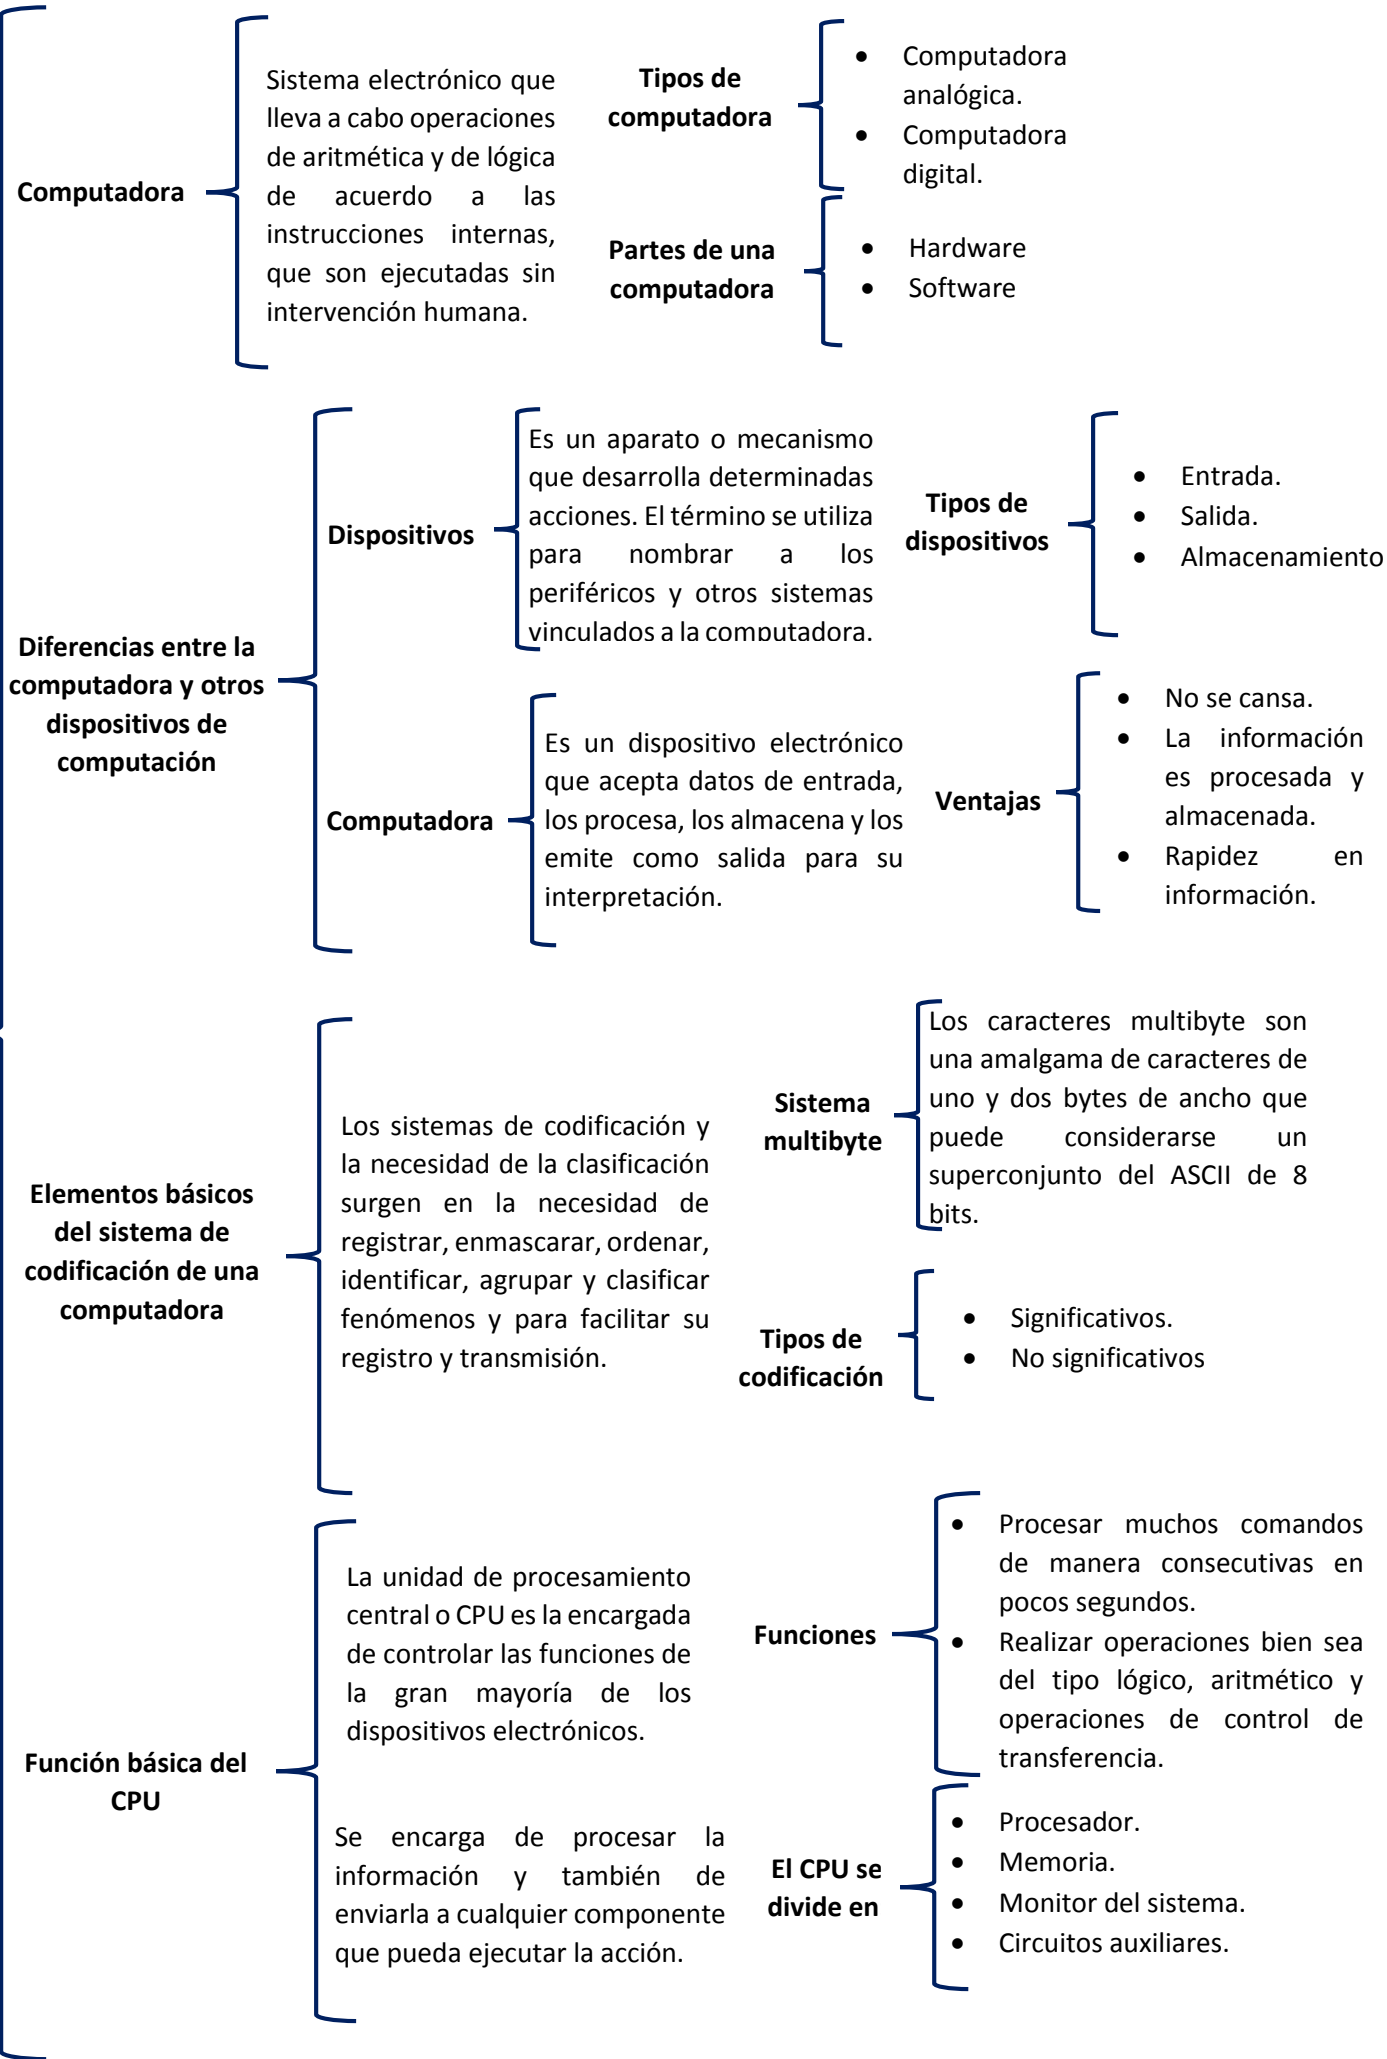 Computadora
Sistema electrónico que
lleva a cabo operaciones
de aritmética y de lógica
de acuerdo a las
instrucciones internas,
que son ejecutadas sin
intervención humana.
Tipos de
computadora
• Computadora
analógica.
• Computadora
digital.
Partes de una
computadora
• Hardware
• Software
Diferencias entre la
computadora y otros
dispositivos de
computación
Dispositivos
Es un aparato o mecanismo
que desarrolla determinadas
acciones. El término se utiliza
para nombrar a los
periféricos y otros sistemas
vinculados a la computadora.
Tipos de
dispositivos
• Entrada.
• Salida.
• Almacenamiento
Computadora
Es un dispositivo electrónico
que acepta datos de entrada,
los procesa, los almacena y los
emite como salida para su
interpretación.
Ventajas
• No se cansa.
• La información
es procesada y
almacenada.
• Rapidez en
información.
Elementos básicos
del sistema de
codificación de una
computadora
Los sistemas de codificación y
la necesidad de la clasificación
surgen en la necesidad de
registrar, enmascarar, ordenar,
identificar, agrupar y clasificar
fenómenos y para facilitar su
registro y transmisión.
Sistema
multibyte
Los caracteres multibyte son
una amalgama de caracteres de
uno y dos bytes de ancho que
puede considerarse un
superconjunto del ASCII de 8
bits.
Tipos de
codificación
• Significativos.
• No significativos
Función básica del
CPU
La unidad de procesamiento
central o CPU es la encargada
de controlar las funciones de
la gran mayoría de los
dispositivos electrónicos.
Se encarga de procesar la
información y también de
enviarla a cualquier componente
que pueda ejecutar la acción.
Funciones
• Procesar muchos comandos
de manera consecutivas en
pocos segundos.
• Realizar operaciones bien sea
del tipo lógico, aritmético y
operaciones de control de
transferencia.
El CPU se
divide en
• Procesador.
• Memoria.
• Monitor del sistema.
• Circuitos auxiliares.